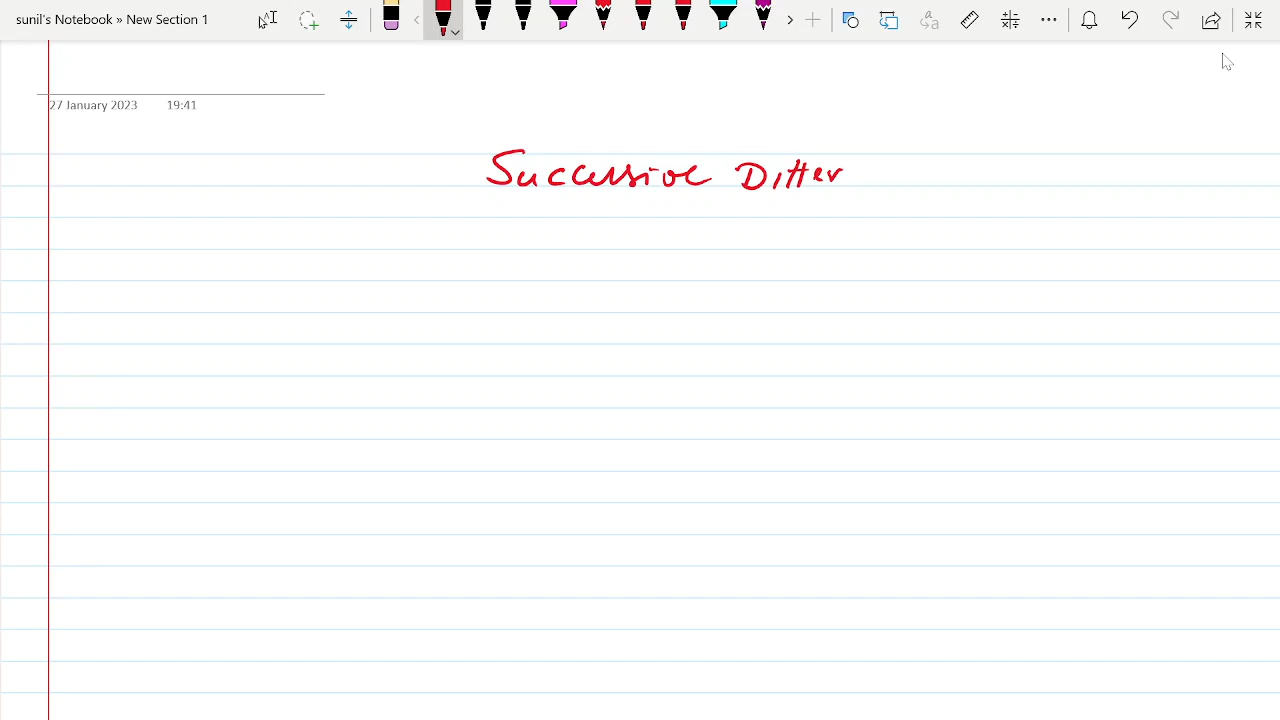 sunil's Notebook » New Section 1
27 January 2023 19:41
Successive Differ